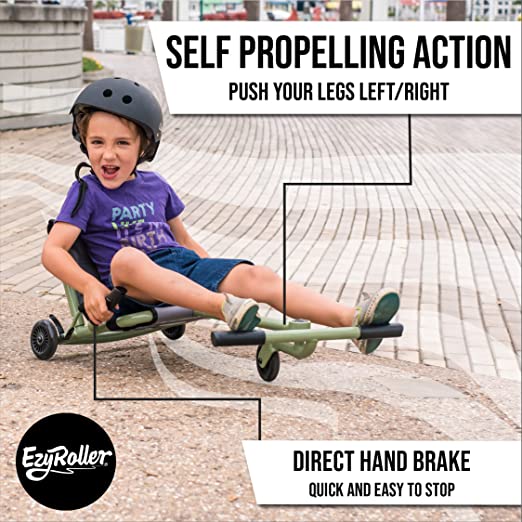 SELF PROPELLING ACTION
PUSH YOUR LEGS LEFT/RIGHT
PARTY
EzyRoller
DIRECT HAND BRAKE
QUICK AND EASY TO STOP